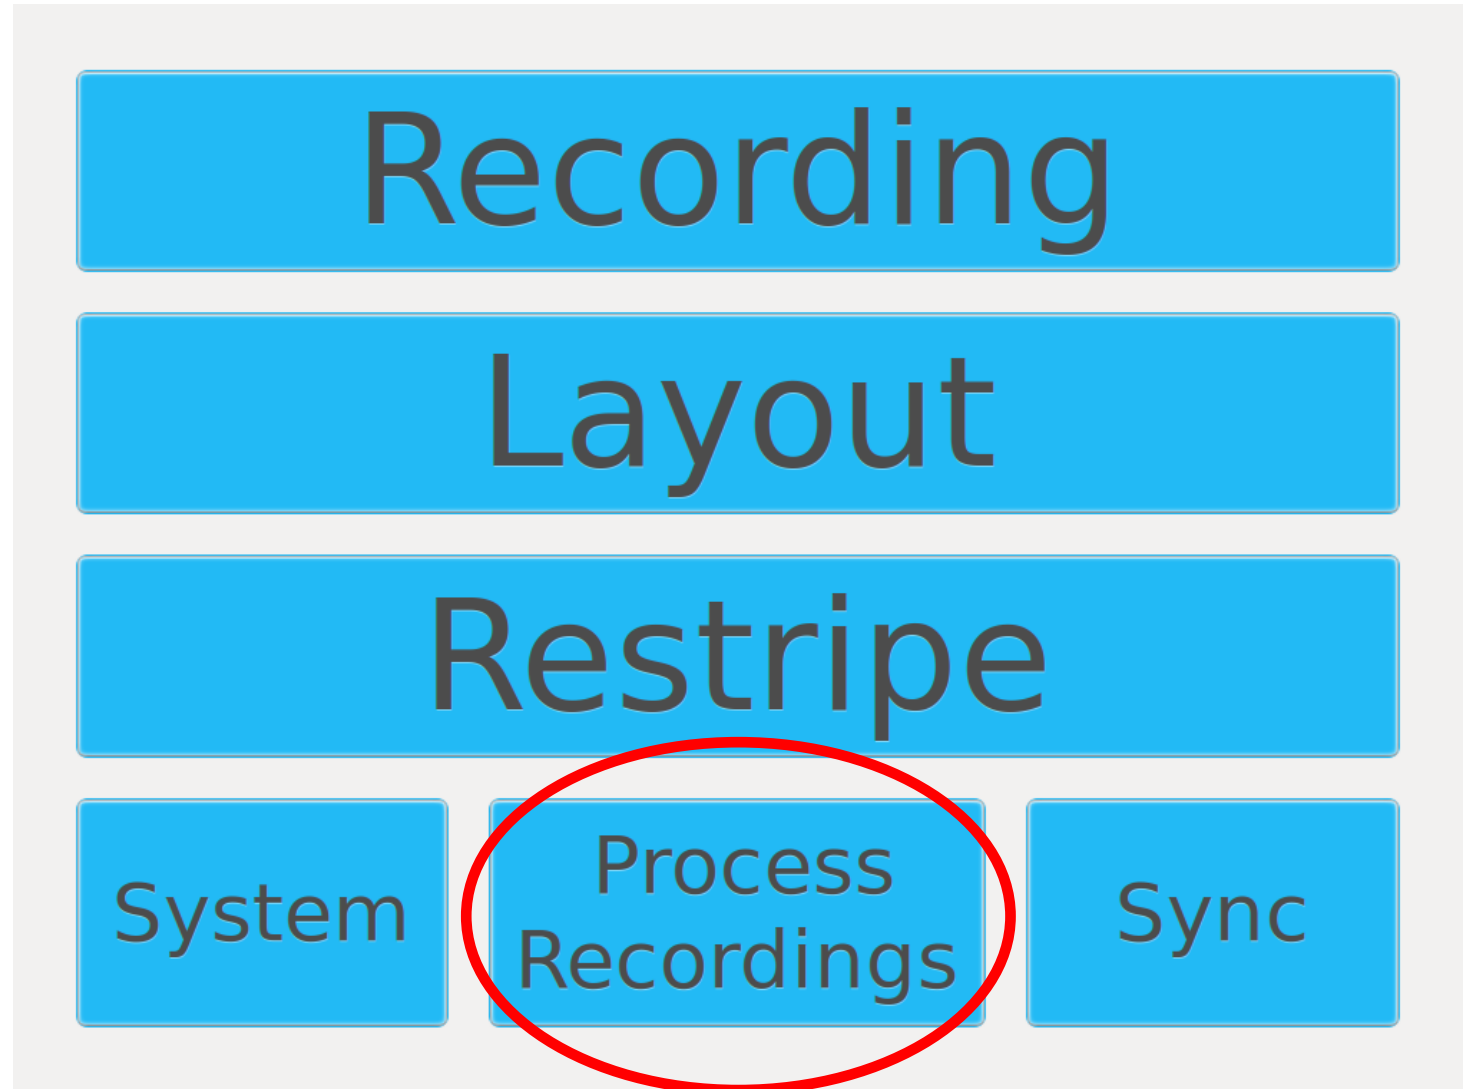 Recording
Layout
Restripe
System
Process
Recordings
Sync